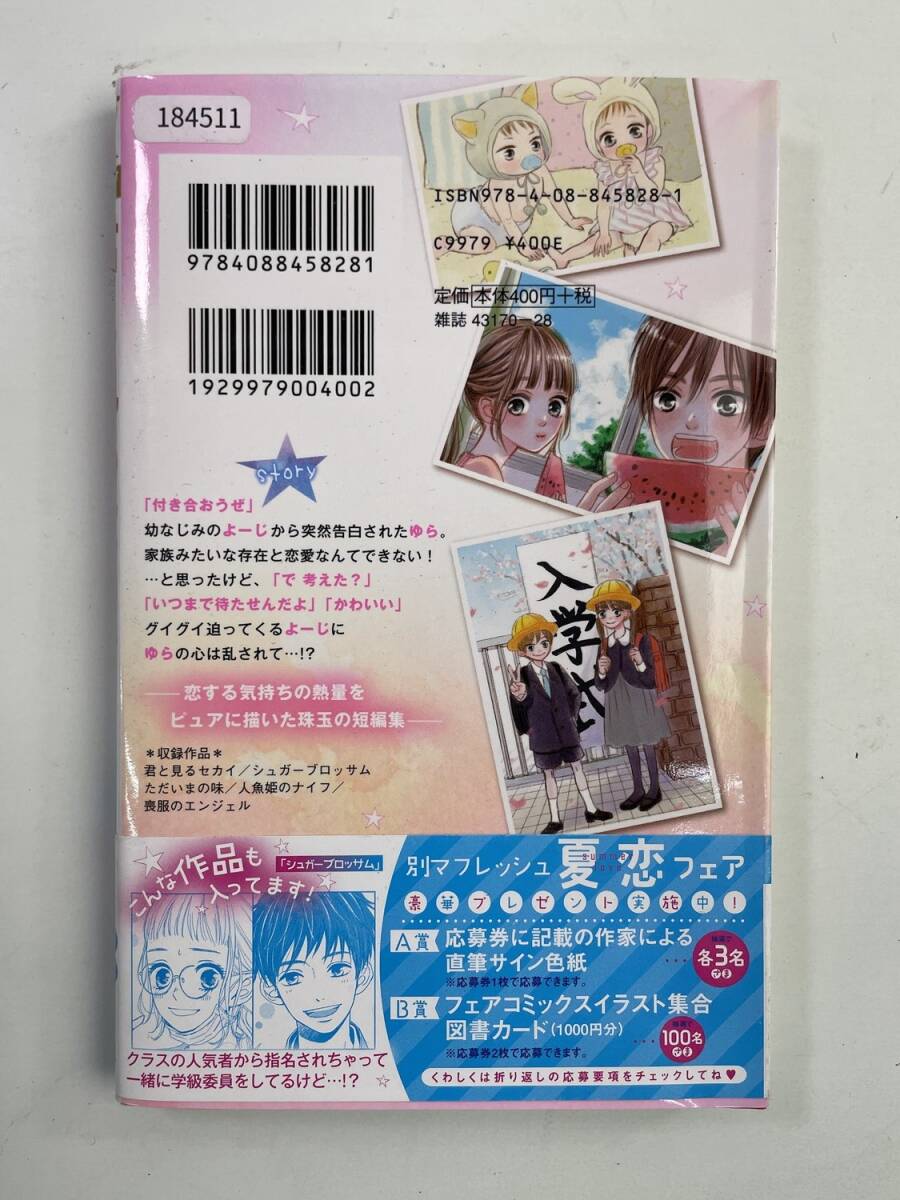 184511
ISBN978-4-08-845828-1
C9979 ¥400E
9784088458281
定価 本体400円+税
雑誌 43170-28
1929979004002
story
「付き合おうぜ」
幼なじみのよーじから突然告白されたゆら。
家族みたいな存在と恋愛なんてできない!
…と思ったけど、「で 考えた?」
「いつまで待たせんだよ」「かわいい」
グイグイ迫ってくるよーじに
ゆらの心は乱されて…!?
恋する気持ちの熱量を
ピュアに描いた珠玉の短編集
*収録作品*
君と見るセカイ/シュガーブロッサム
ただいまの味/人魚姫のナイフ/
喪服のエンジェル
入学式
こんな作品も
入ってます!
「シュガーブロッサム」
クラスの人気者から指名されちゃって
一緒に学級委員をしてるけど…!?
別マフレッシュ夏恋フェア
summer love
豪華プレゼント実施中!
A賞 応募券に記載の作家による
直筆サイン色紙
…抽選で各3名さま
※応募券1枚で応募できます。
B賞 フェアコミックスイラスト集合
図書カード(1000円分)
…抽選で100名さま
※応募券2枚で応募できます。
くわしくは折り返しの応募要項をチェックしてね♥